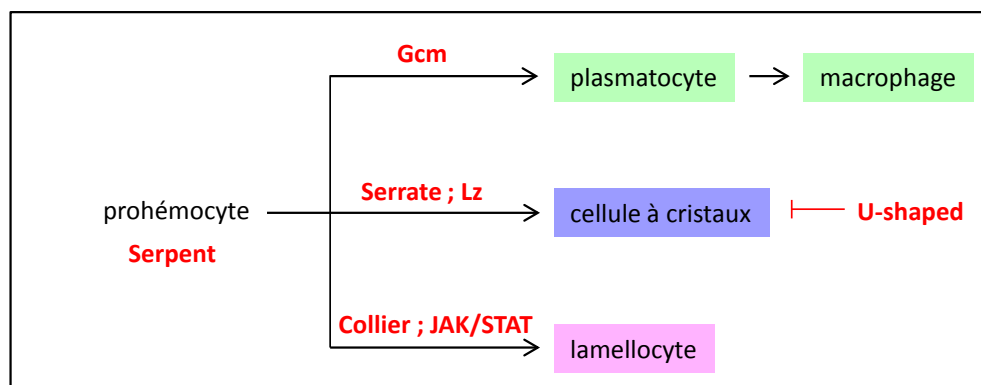 Gcm
plasmatocyte
macrophage
Serrate ; Lz
prohémocyte
cellule à cristaux
U-shaped
Serpent
Collier ; JAK/STAT
lamellocyte